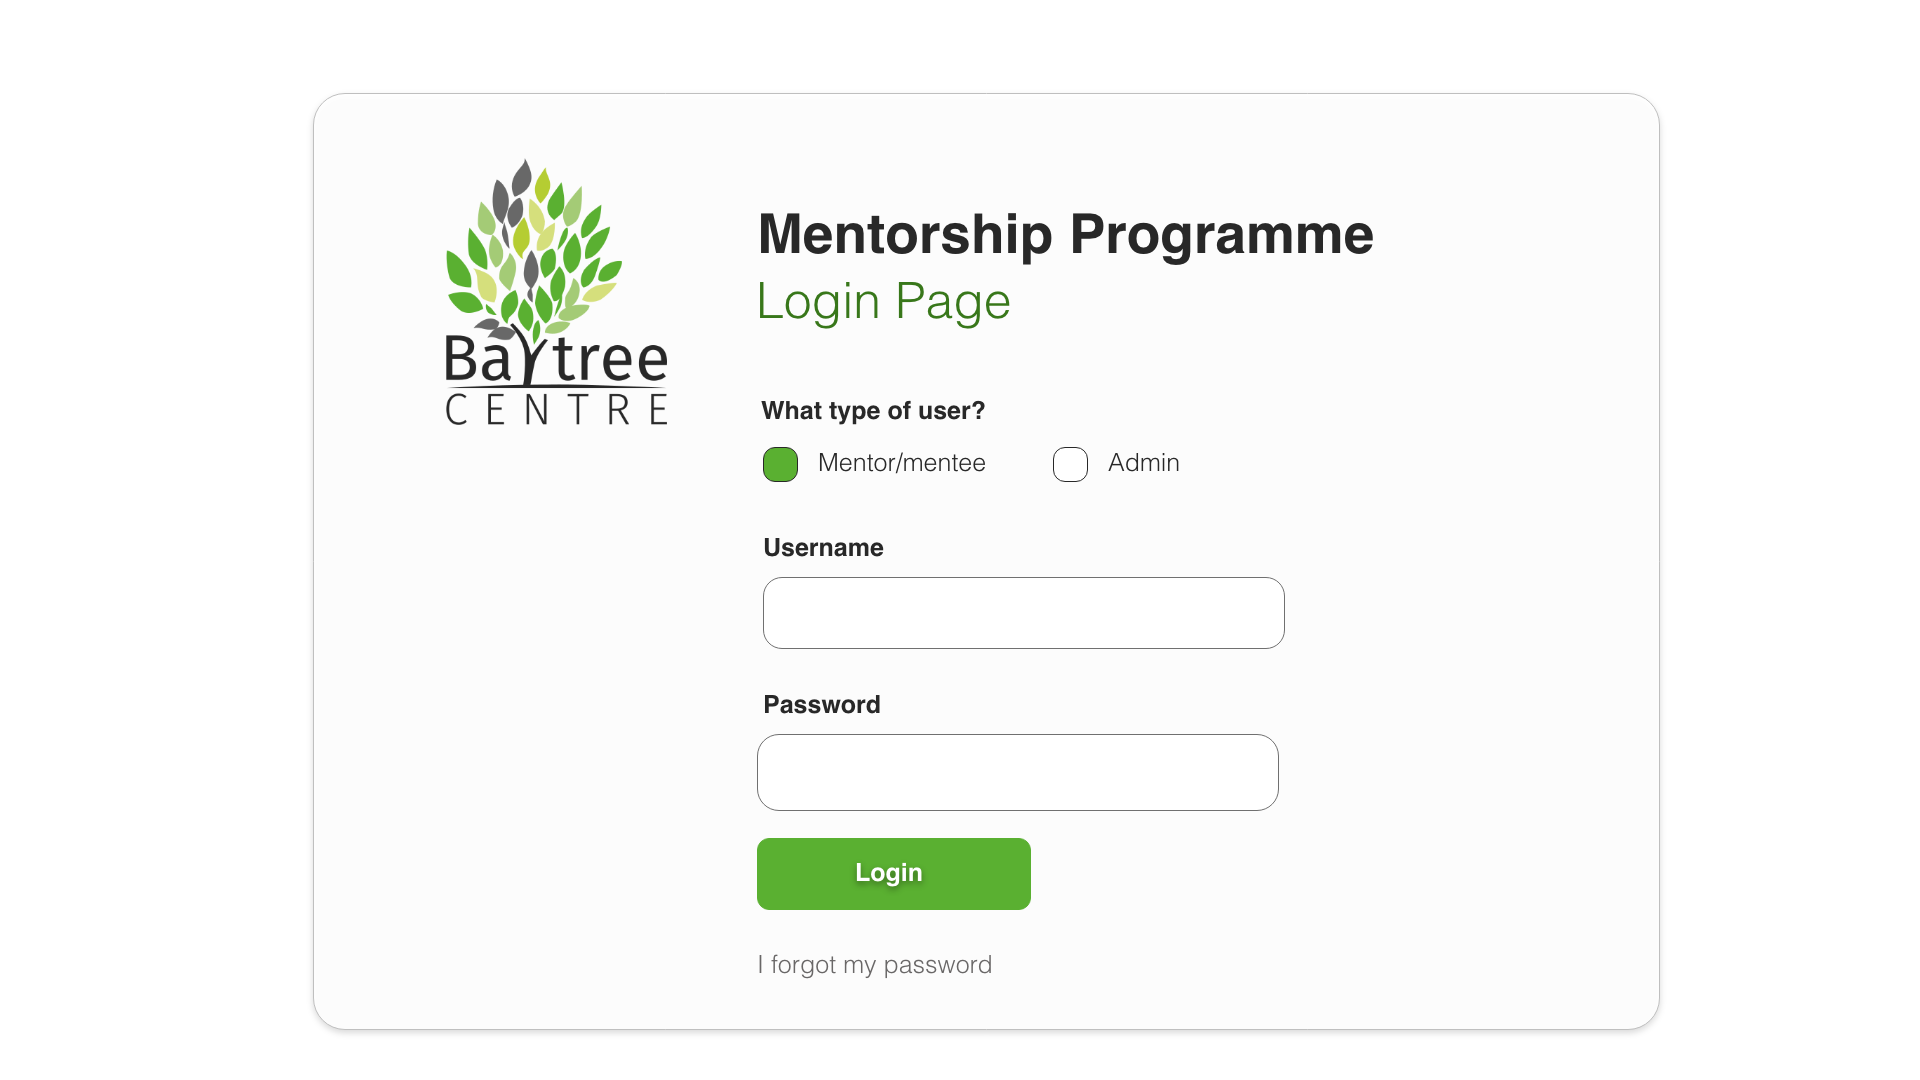 Baytree
CENTRE
Mentorship Programme
Login Page
What type of user?
Mentor/mentee
Admin
Username
Password
Login
I forgot my password